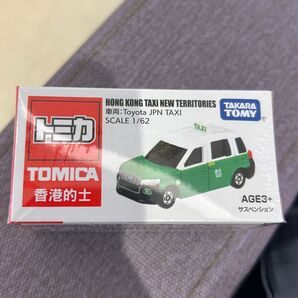 HONG KONG TAXI NEW TERRITORIES
車両:Toyota JPN TAXI
SCALE 1/62
TAKARA
TOMY
トミカ
TOMICA
香港的士
TAXI
AGE3+
サスペンション